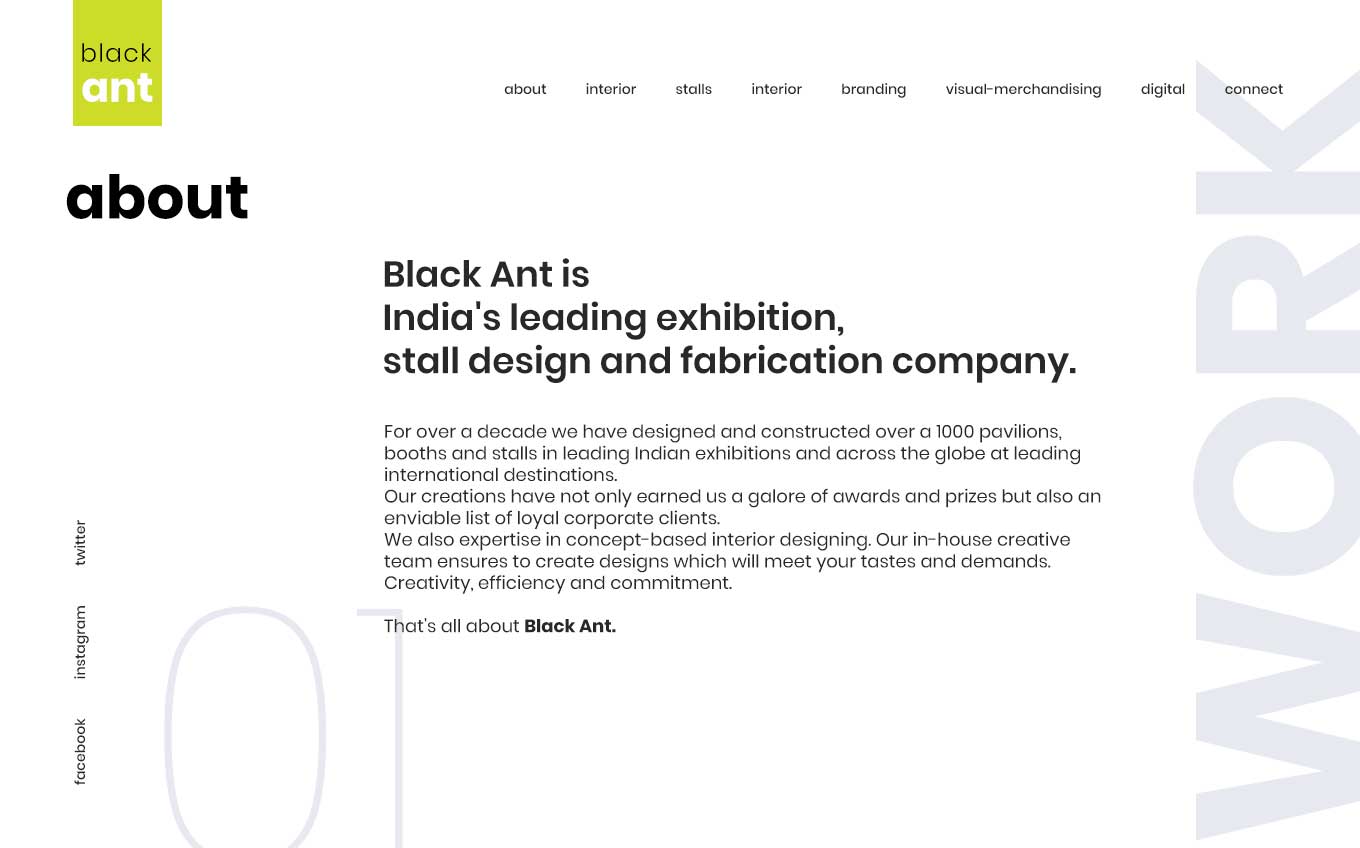 black
ant
about interior stalls interior branding visual-merchandising digital connect
about
Black Ant is
India's leading exhibition,
stall design and fabrication company.
For over a decade we have designed and constructed over a 1000 pavilions,
booths and stalls in leading Indian exhibitions and across the globe at leading
international destinations.
Our creations have not only earned us a galore of awards and prizes but also an
enviable list of loyal corporate clients.
We also expertise in concept-based interior designing. Our in-house creative
team ensures to create designs which will meet your tastes and demands.
Creativity, efficiency and commitment.
That's all about Black Ant.
twitter
instagram
facebook
01
WORK